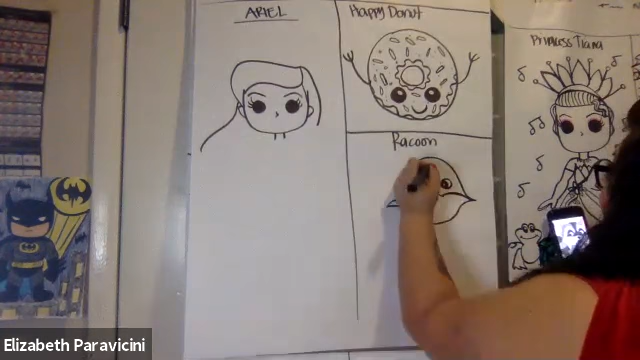 ARIEL
Happy Donut
Racoon
Princess Tiana
Elizabeth Paravicini